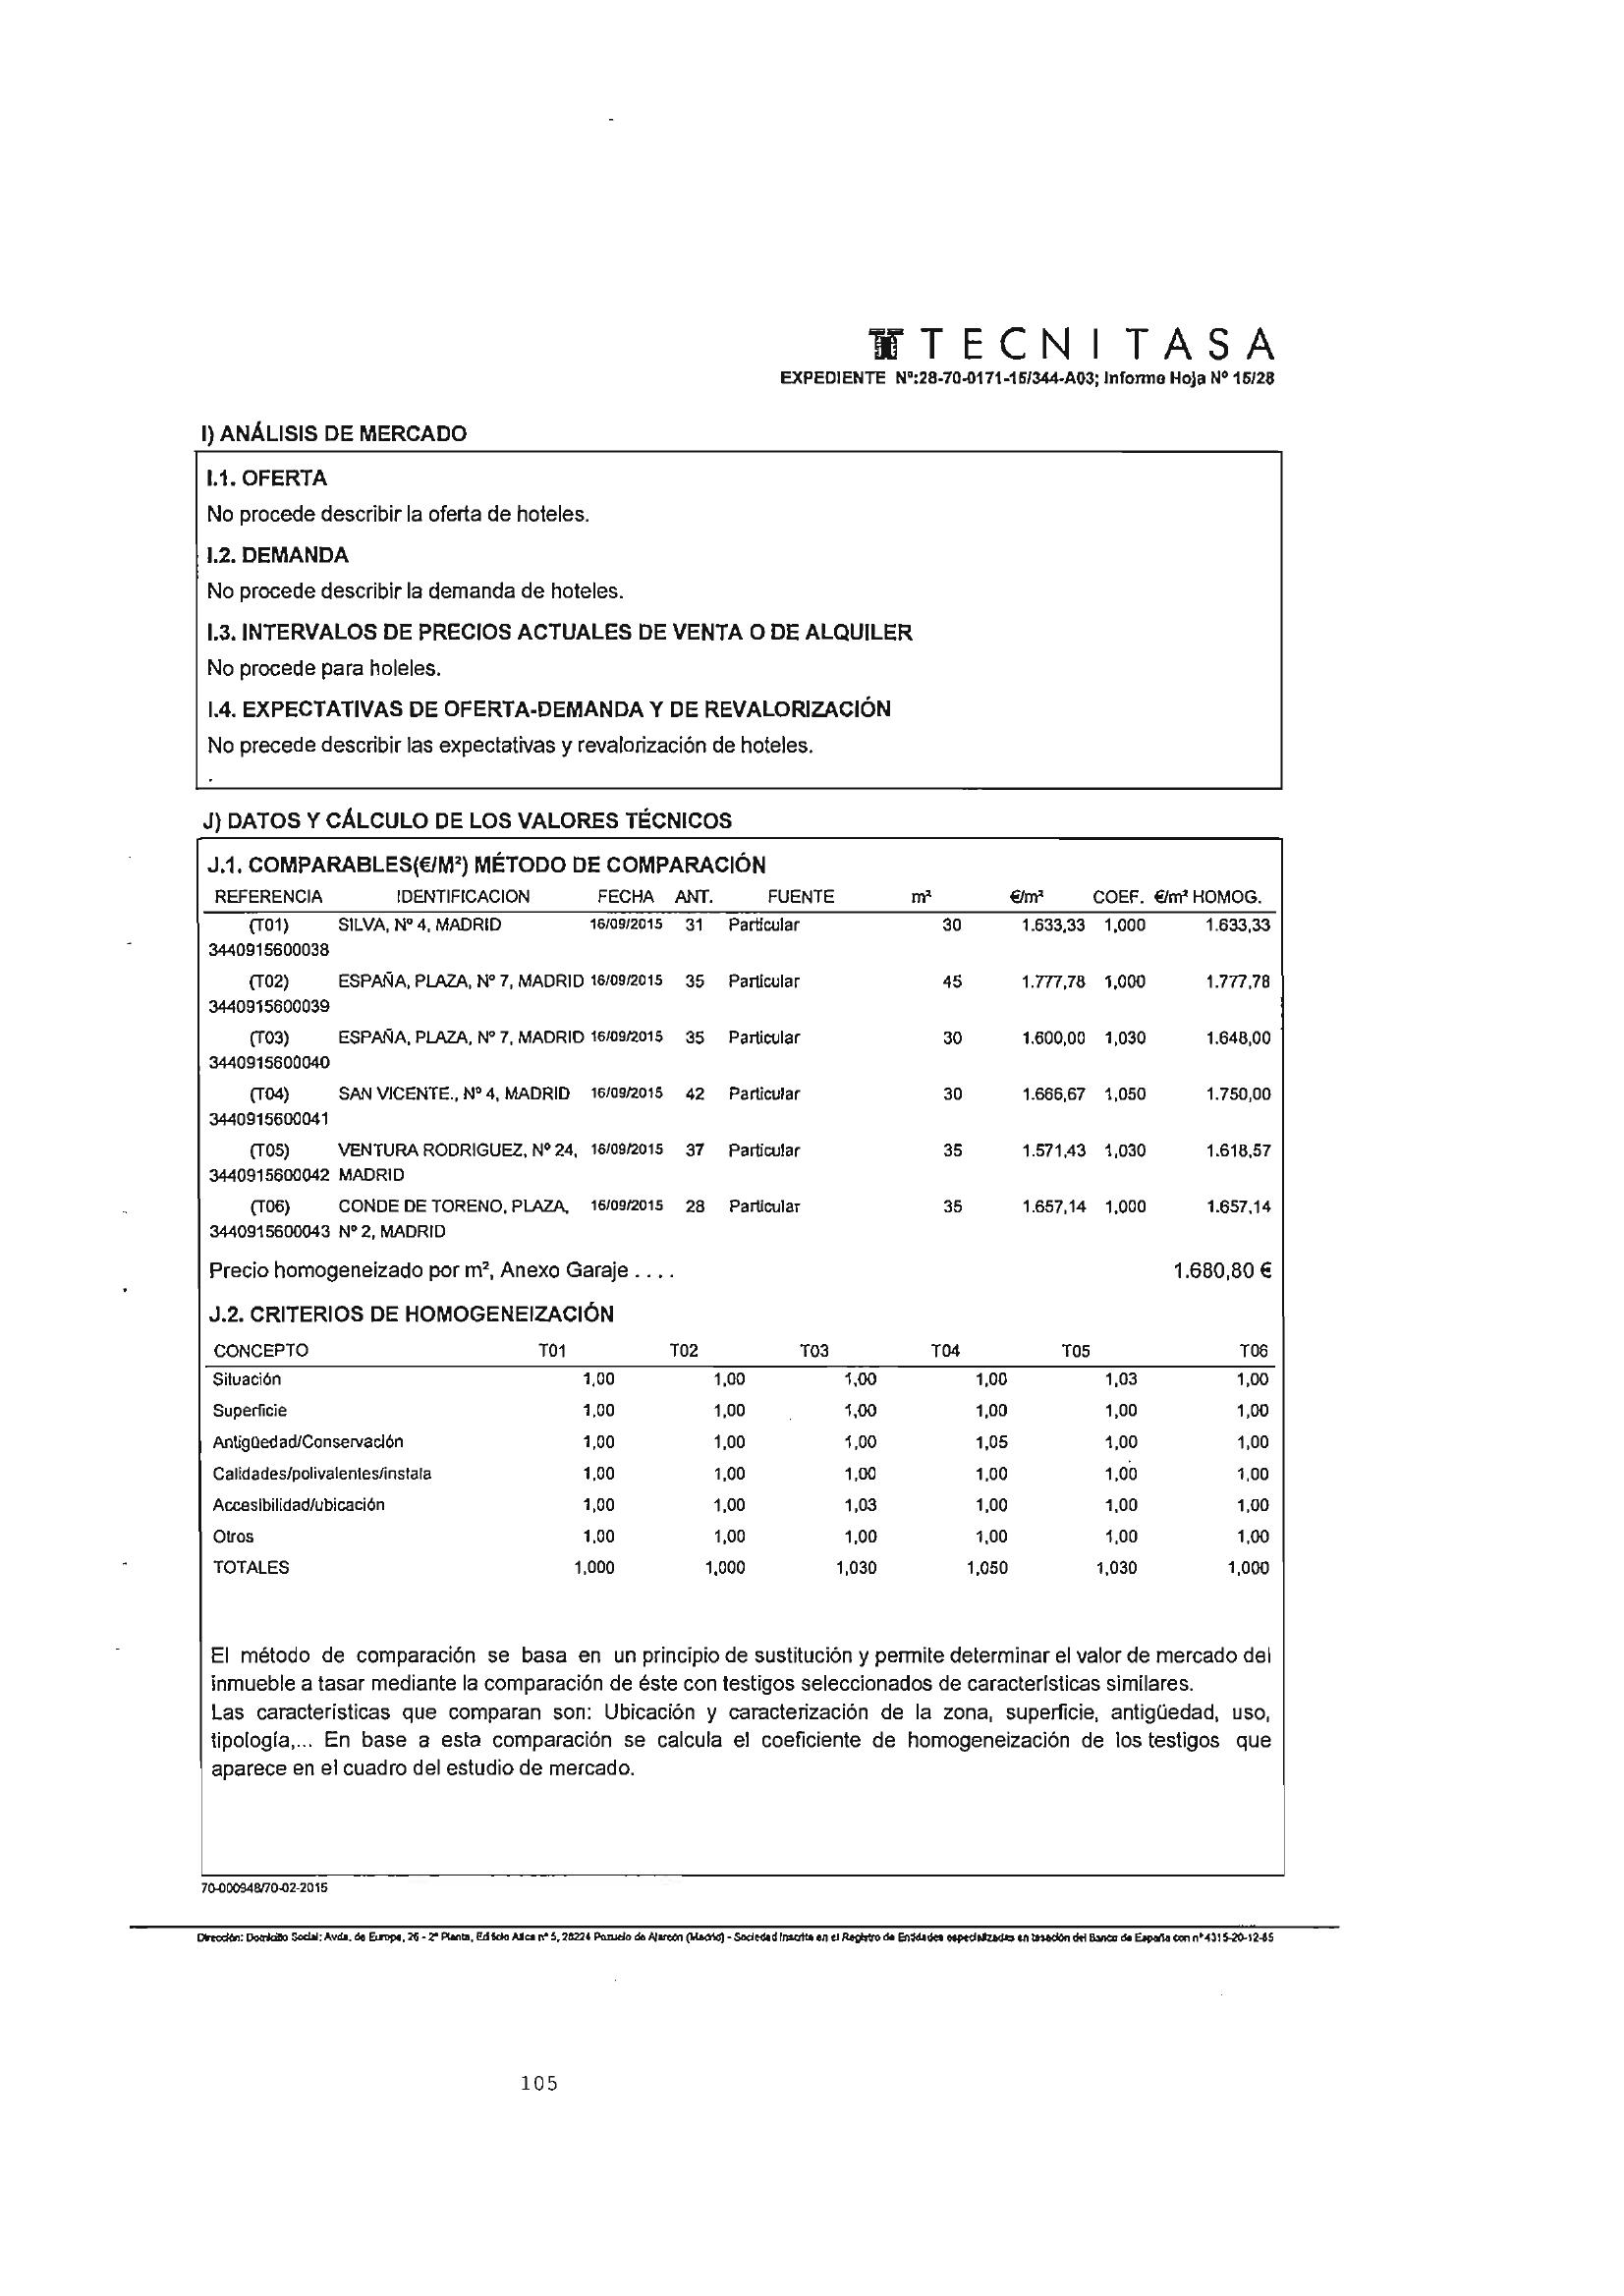 TECNITASA
EXPEDIENTE Nº:28-70-0171-15/344-A03; Informe Hoja Nº 15/28
I) ANÁLISIS DE MERCADO
I.1. OFERTA
No procede describir la oferta de hoteles.
I.2. DEMANDA
No procede describir la demanda de hoteles.
I.3. INTERVALOS DE PRECIOS ACTUALES DE VENTA O DE ALQUILER
No procede para holeles.
I.4. EXPECTATIVAS DE OFERTA-DEMANDA Y DE REVALORIZACIÓN
No precede describir las expectativas y revalorización de hoteles.
.
J) DATOS Y CÁLCULO DE LOS VALORES TÉCNICOS
J.1. COMPARABLES(€/M²) MÉTODO DE COMPARACIÓN
REFERENCIA IDENTIFICACION FECHA ANT. FUENTE m² €/m² COEF. €/m² HOMOG.
(T01) SILVA, Nº 4, MADRID 16/09/2015 31 Particular 30 1.633,33 1,000 1.633,33
3440915600038
(T02) ESPAÑA, PLAZA, Nº 7, MADRID 16/09/2015 35 Particular 45 1.777,78 1,000 1.777,78
3440915600039
(T03) ESPAÑA, PLAZA, Nº 7, MADRID 16/09/2015 35 Particular 30 1.600,00 1,030 1.648,00
3440915600040
(T04) SAN VICENTE., Nº 4, MADRID 16/09/2015 42 Particular 30 1.666,67 1,050 1.750,00
3440915600041
(T05) VENTURA RODRIGUEZ, Nº 24, 16/09/2015 37 Particular 35 1.571,43 1,030 1.618,57
3440915600042 MADRID
(T06) CONDE DE TORENO, PLAZA, 16/09/2015 28 Particular 35 1.657,14 1,000 1.657,14
3440915600043 Nº 2, MADRID
Precio homogeneizado por m², Anexo Garaje . . . . 1.680,80 €
J.2. CRITERIOS DE HOMOGENEIZACIÓN
CONCEPTO T01 T02 T03 T04 T05 T06
Situación 1,00 1,00 1,00 1,00 1,03 1,00
Superficie 1,00 1,00 1,00 1,00 1,00 1,00
Antigüedad/Conservación 1,00 1,00 1,00 1,05 1,00 1,00
Calidades/polivalentes/instala 1,00 1,00 1,00 1,00 1,00 1,00
Accesibilidad/ubicación 1,00 1,00 1,03 1,00 1,00 1,00
Otros 1,00 1,00 1,00 1,00 1,00 1,00
TOTALES 1,000 1,000 1,030 1,050 1,030 1,000
El método de comparación se basa en un principio de sustitución y permite determinar el valor de mercado del
inmueble a tasar mediante la comparación de éste con testigos seleccionados de características similares.
Las características que comparan son: Ubicación y caracterización de la zona, superficie, antigüedad, uso,
tipología,... En base a esta comparación se calcula el coeficiente de homogeneización de los testigos que
aparece en el cuadro del estudio de mercado.
70-000948/70-02-2015
Dirección: Domicilio Social: Avda. de Europa, 26 - 2ª Planta, Edificio Atica nº 5, 28224 Pozuelo de Alarcón (Madrid) - Sociedad Inscrita en el Registro de Entidades especializadas en tasación del Banco de España con nº 4315-20-12-85
105